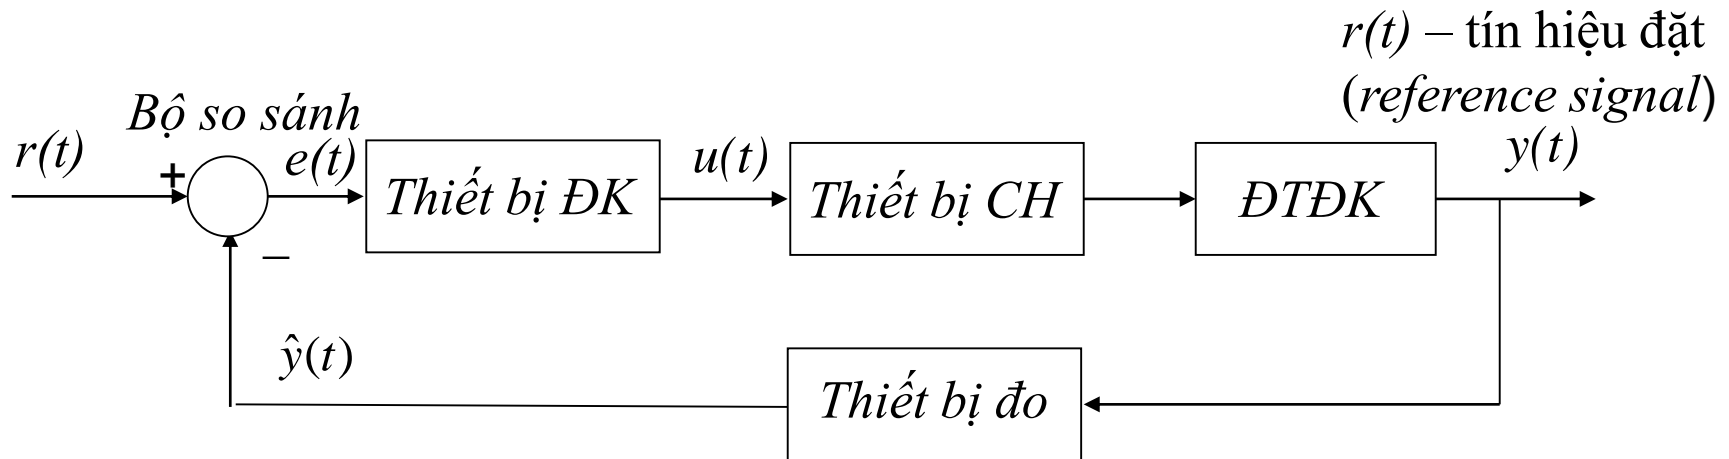 r(t) – tín hiệu đặt
(reference signal)
Bộ so sánh
r(t)
+
e(t)
Thiết bị ĐK
u(t)
Thiết bị CH
ĐTĐK
y(t)
–
ŷ(t)
Thiết bị đo